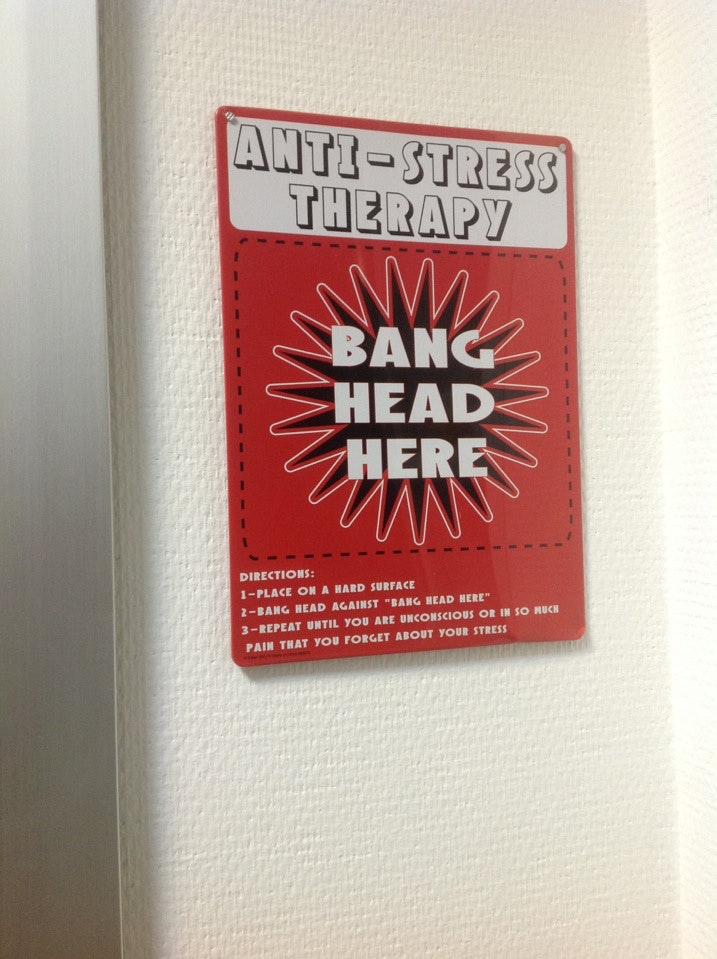 ANTI-STRESS
THERAPY
BANG
HEAD
HERE
DIRECTIONS:
1-PLACE ON A HARD SURFACE
2-BANG HEAD AGAINST "BANG HEAD HERE"
3-REPEAT UNTIL YOU ARE UNCONSCIOUS OR IN SO MUCH
PAIN THAT YOU FORGET ABOUT YOUR STRESS